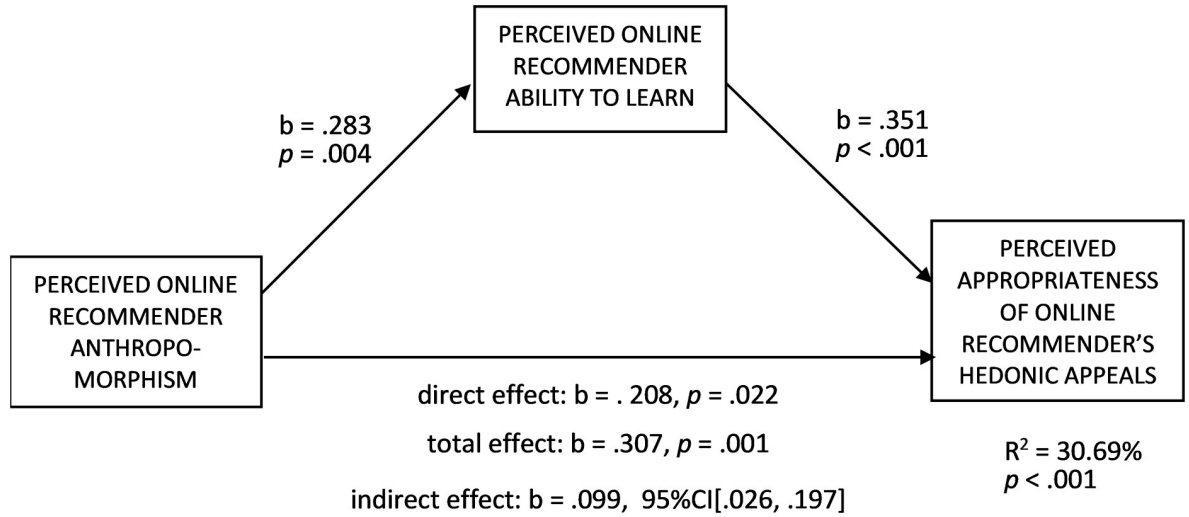 PERCEIVED ONLINE
RECOMMENDER
ABILITY TO LEARN
b = .283
p = .004
b = .351
p < .001
PERCEIVED ONLINE
RECOMMENDER
ANTHROPO-
MORPHISM
PERCEIVED
APPROPRIATENESS
OF ONLINE
RECOMMENDER’S
HEDONIC APPEALS
direct effect: b = . 208, p = .022
total effect: b = .307, p = .001
indirect effect: b = .099, 95%CI[.026, .197]
R² = 30.69%
p < .001